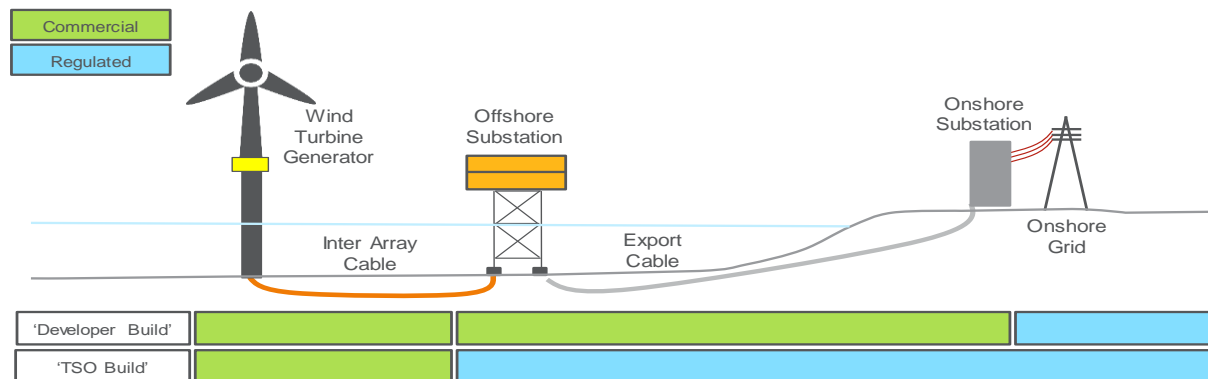 Commercial
Regulated
Wind
Turbine
Generator
Offshore
Substation
Onshore
Substation
Inter Array
Cable
Export
Cable
Onshore
Grid
‘Developer Build’
‘TSO Build’